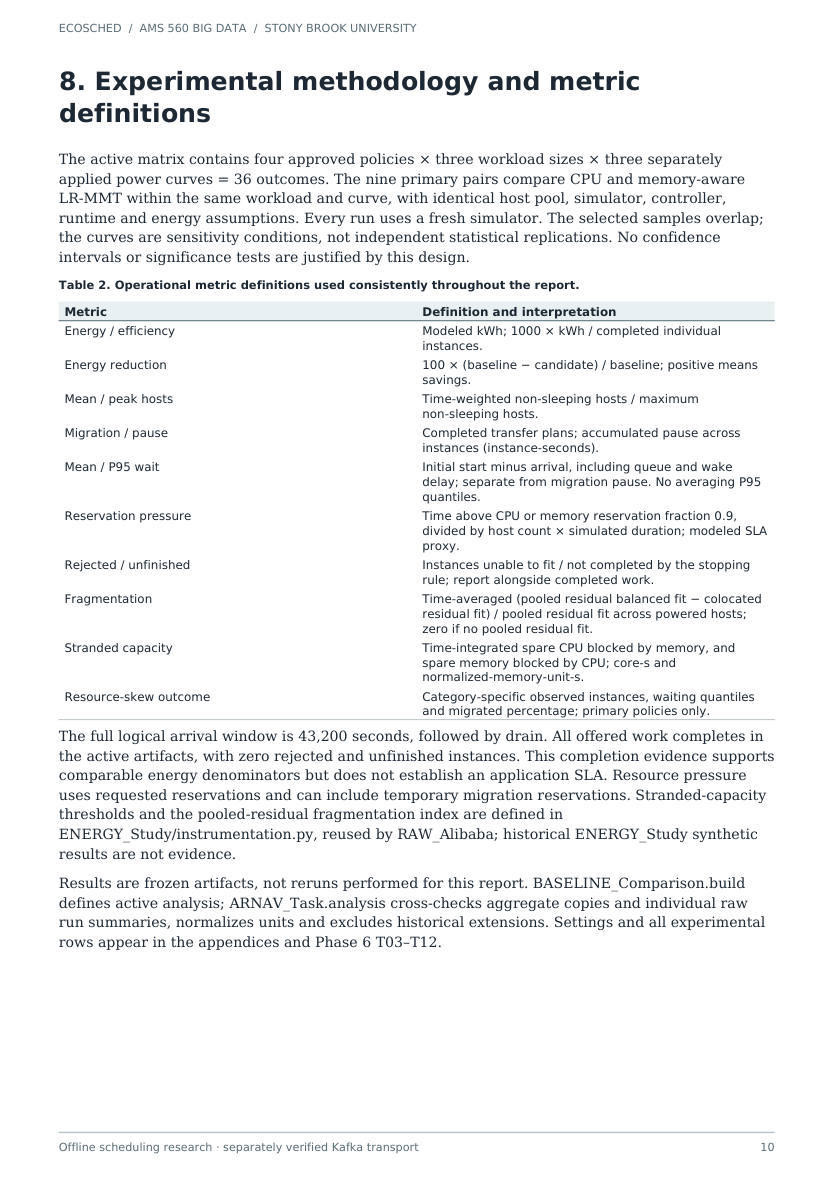 ECOSCHED / AMS 560 BIG DATA / STONY BROOK UNIVERSITY
8. Experimental methodology and metric
definitions
The active matrix contains four approved policies × three workload sizes × three separately
applied power curves = 36 outcomes. The nine primary pairs compare CPU and memory-aware
LR-MMT within the same workload and curve, with identical host pool, simulator, controller,
runtime and energy assumptions. Every run uses a fresh simulator. The selected samples overlap;
the curves are sensitivity conditions, not independent statistical replications. No confidence
intervals or significance tests are justified by this design.
Table 2. Operational metric definitions used consistently throughout the report.
Metric Definition and interpretation
Energy / efficiency Modeled kWh; 1000 × kWh / completed individual
instances.
Energy reduction 100 × (baseline − candidate) / baseline; positive means
savings.
Mean / peak hosts Time-weighted non-sleeping hosts / maximum
non-sleeping hosts.
Migration / pause Completed transfer plans; accumulated pause across
instances (instance-seconds).
Mean / P95 wait Initial start minus arrival, including queue and wake
delay; separate from migration pause. No averaging P95
quantiles.
Reservation pressure Time above CPU or memory reservation fraction 0.9,
divided by host count × simulated duration; modeled SLA
proxy.
Rejected / unfinished Instances unable to fit / not completed by the stopping
rule; report alongside completed work.
Fragmentation Time-averaged (pooled residual balanced fit − colocated
residual fit) / pooled residual fit across powered hosts;
zero if no pooled residual fit.
Stranded capacity Time-integrated spare CPU blocked by memory, and
spare memory blocked by CPU; core-s and
normalized-memory-unit-s.
Resource-skew outcome Category-specific observed instances, waiting quantiles
and migrated percentage; primary policies only.
The full logical arrival window is 43,200 seconds, followed by drain. All offered work completes in
the active artifacts, with zero rejected and unfinished instances. This completion evidence supports
comparable energy denominators but does not establish an application SLA. Resource pressure
uses requested reservations and can include temporary migration reservations. Stranded-capacity
thresholds and the pooled-residual fragmentation index are defined in
ENERGY_Study/instrumentation.py, reused by RAW_Alibaba; historical ENERGY_Study synthetic
results are not evidence.
Results are frozen artifacts, not reruns performed for this report. BASELINE_Comparison.build
defines active analysis; ARNAV_Task.analysis cross-checks aggregate copies and individual raw
run summaries, normalizes units and excludes historical extensions. Settings and all experimental
rows appear in the appendices and Phase 6 T03–T12.
Offline scheduling research · separately verified Kafka transport 10